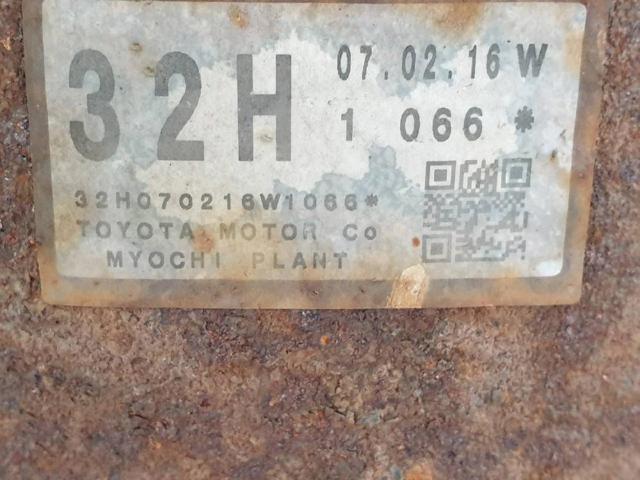 32H 07.02.16 W
1 066 *
32H070216W1066*
TOYOTA MOTOR Co
MYOCHI PLANT